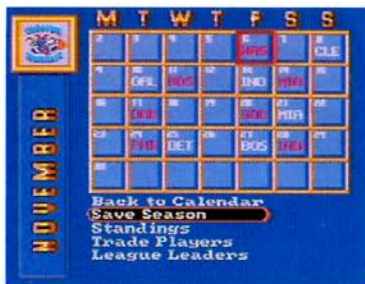 M T W T F S S
2 3 4 5 6 7 8
WAS CLE
9 10 11 12 13 14 15
DAL BOS IND MIA
16 17 18 19 20 21 22
ORL MIA
23 24 25 26 27 28 29
PHI DET BOS IND
30
NOVEMBER
Back to Calendar
Save Season
Standings
Trade Players
League Leaders